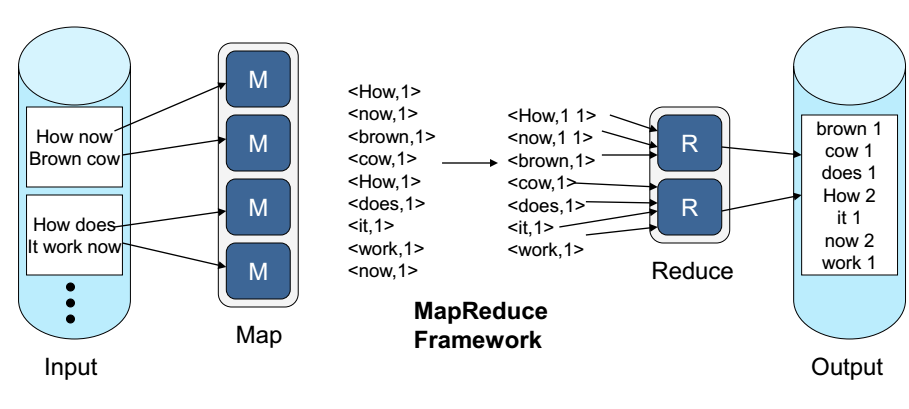 How now
Brown cow
How does
It work now
Input
M
M
M
M
Map
<How,1>
<now,1>
<brown,1>
<cow,1>
<How,1>
<does,1>
<it,1>
<work,1>
<now,1>
MapReduce
Framework
<How,1 1>
<now,1 1>
<brown,1>
<cow,1>
<does,1>
<it,1>
<work,1>
R
R
Reduce
brown 1
cow 1
does 1
How 2
it 1
now 2
work 1
Output